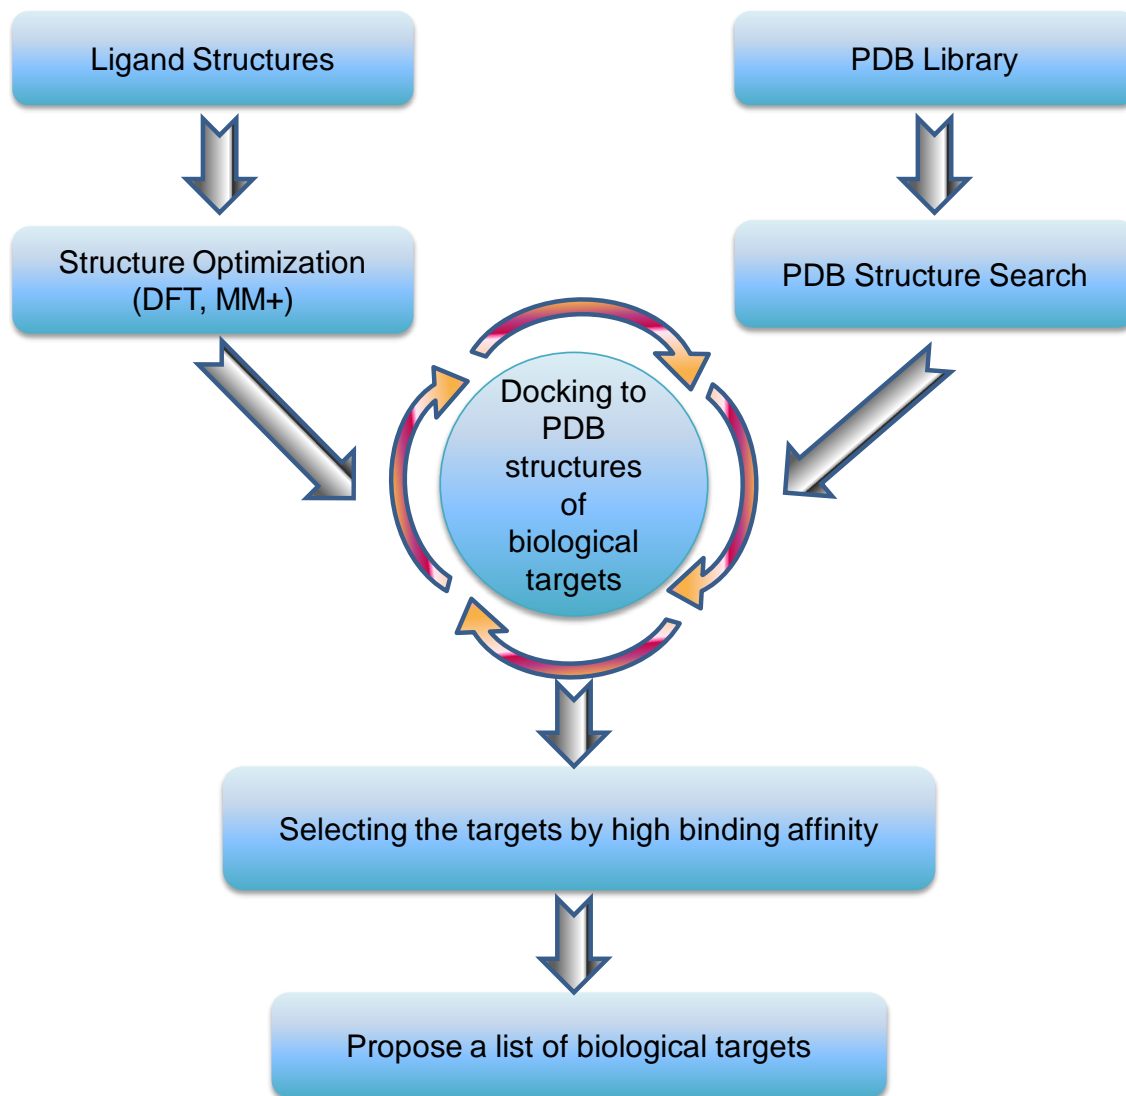 Ligand Structures
PDB Library
Structure Optimization
(DFT, MM+)
PDB Structure Search
Docking to
PDB
structures
of
biological
targets
Selecting the targets by high binding affinity
Propose a list of biological targets